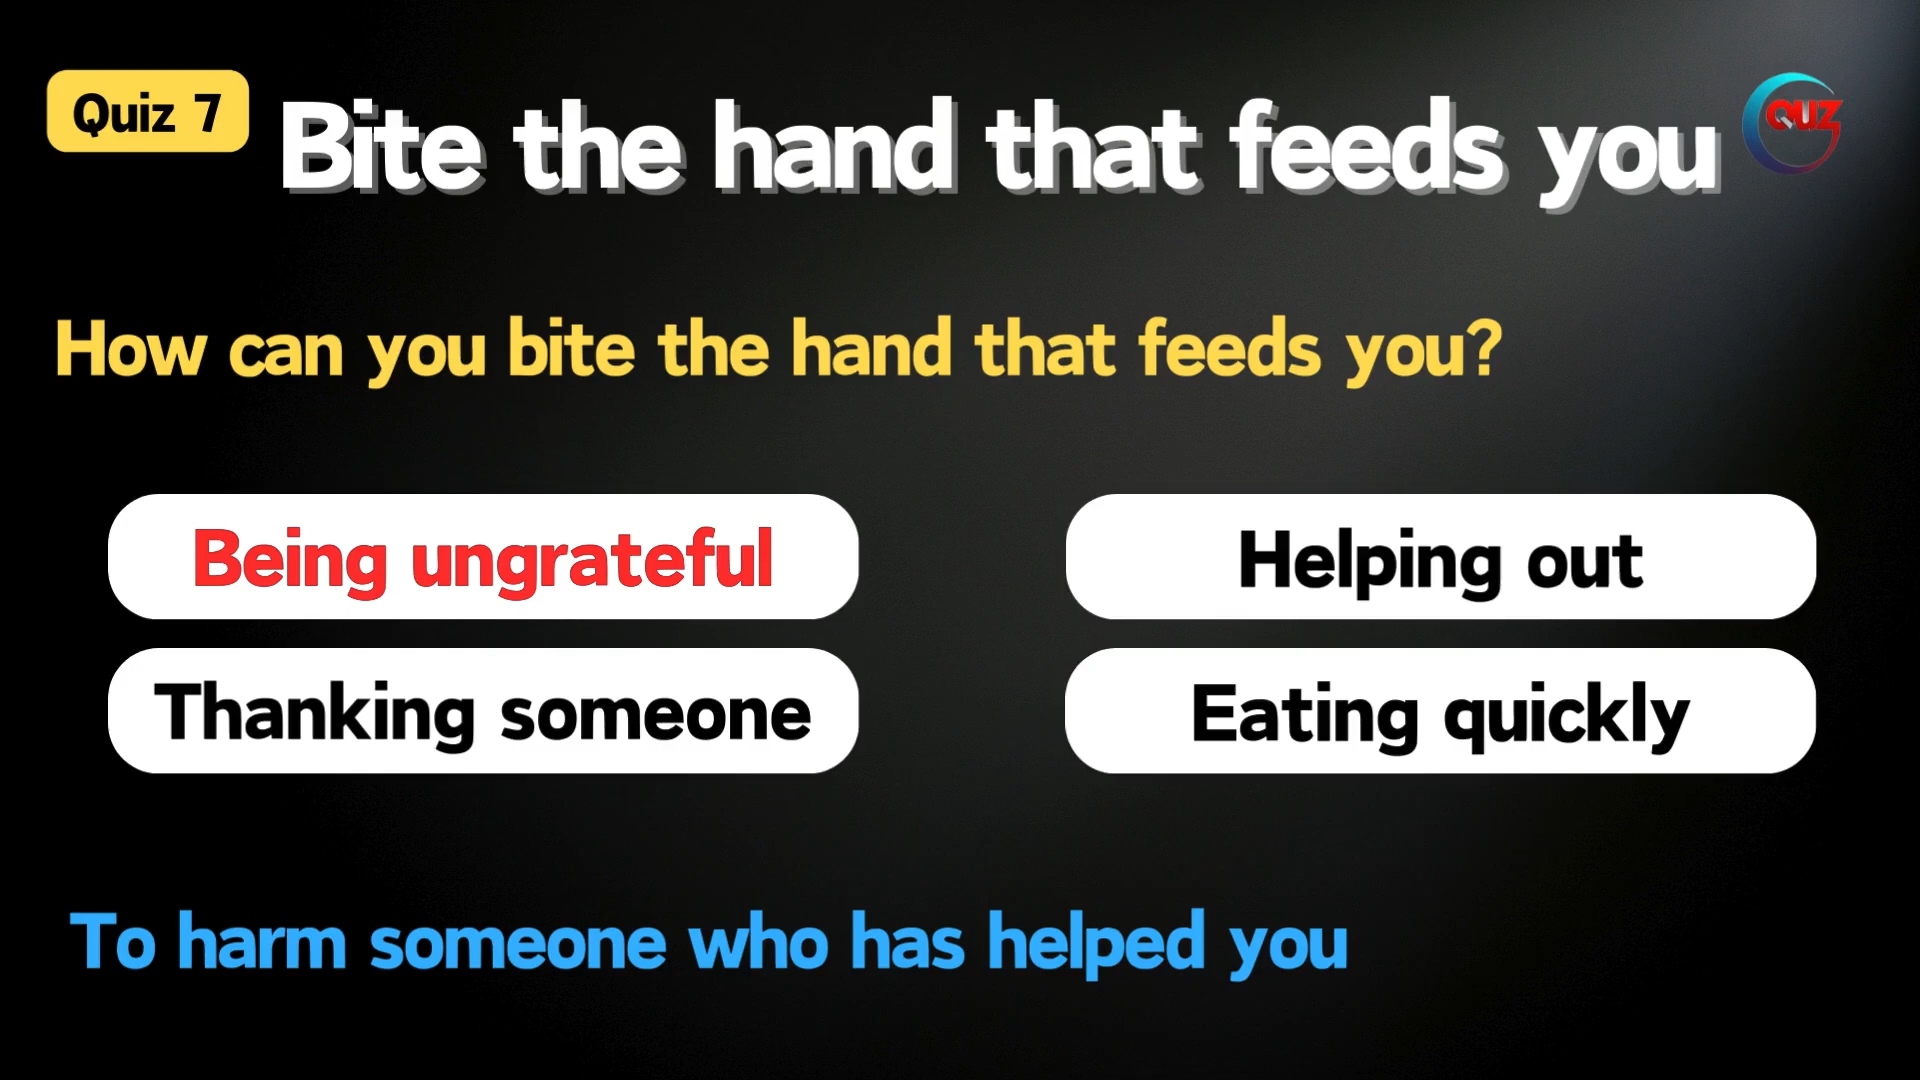 Quiz 7
Bite the hand that feeds you
QUZ
How can you bite the hand that feeds you?
Being ungrateful
Helping out
Thanking someone
Eating quickly
To harm someone who has helped you